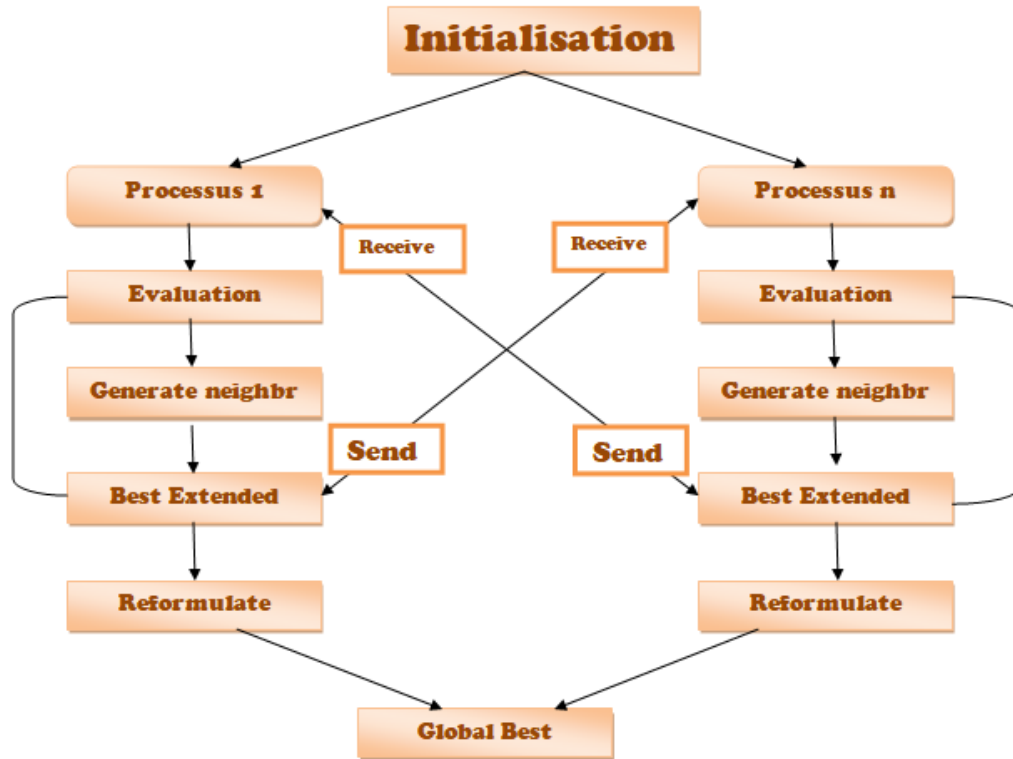 Initialisation
Processus 1
Processus n
Receive
Receive
Evaluation
Evaluation
Generate neighbr
Generate neighbr
Send
Send
Best Extended
Best Extended
Reformulate
Reformulate
Global Best